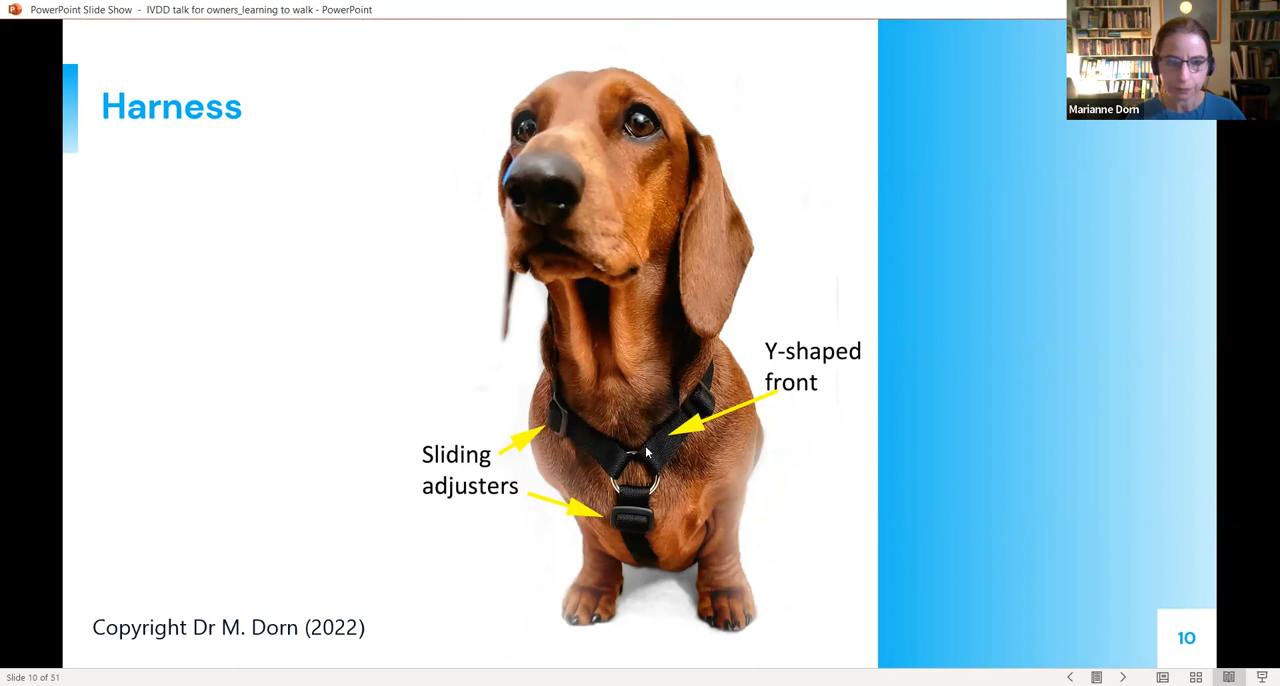 PowerPoint Slide Show - IVDD talk for owners_learning to walk - PowerPoint
Marianne Dorn
Harness
Y-shaped
front
Sliding
adjusters
Copyright Dr M. Dorn (2022)
10
Slide 10 of 51